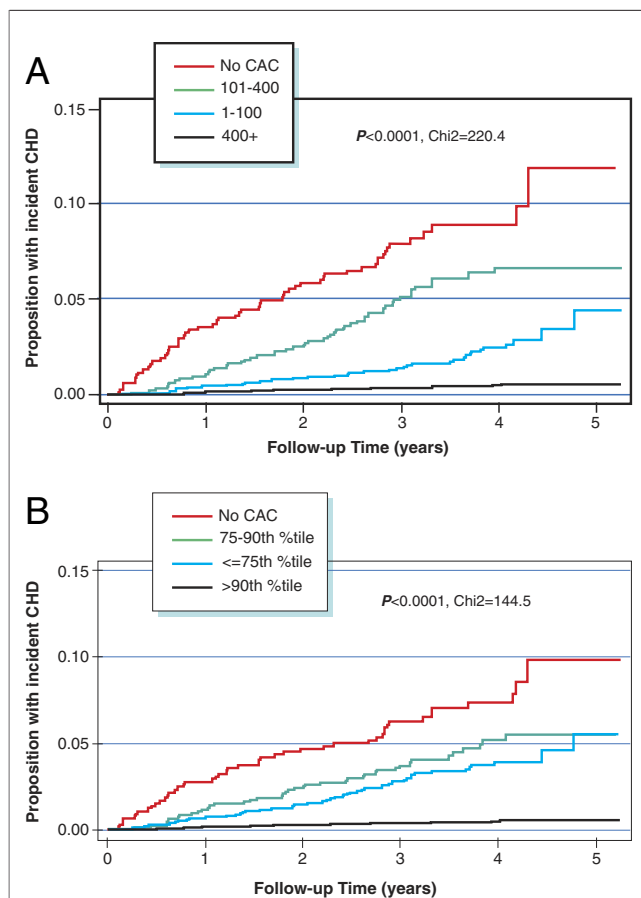 A
No CAC
101-400
1-100
400+
P<0.0001, Chi2=220.4
Proposition with incident CHD
0.15
0.10
0.05
0.00
0 1 2 3 4 5
Follow-up Time (years)
B
No CAC
75-90th %tile
<=75th %tile
>90th %tile
P<0.0001, Chi2=144.5
Proposition with incident CHD
0.15
0.10
0.05
0.00
0 1 2 3 4 5
Follow-up Time (years)